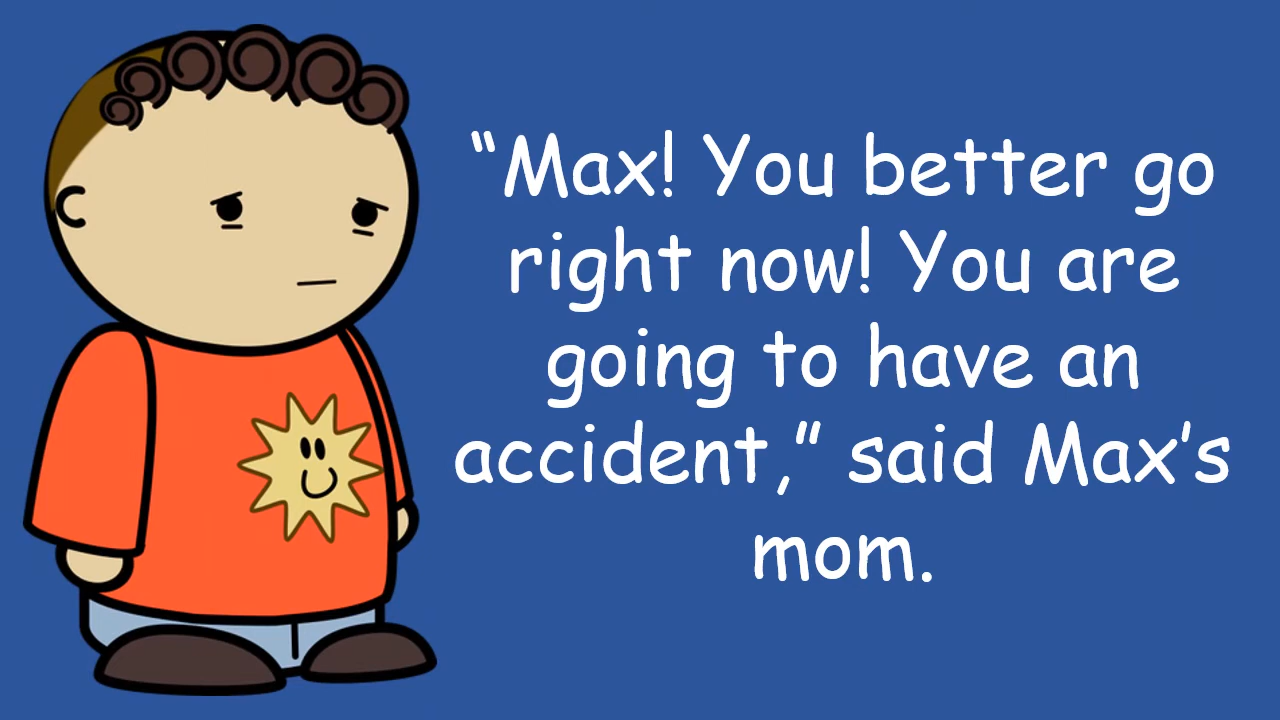 “Max! You better go
right now! You are
going to have an
accident,” said Max’s
mom.